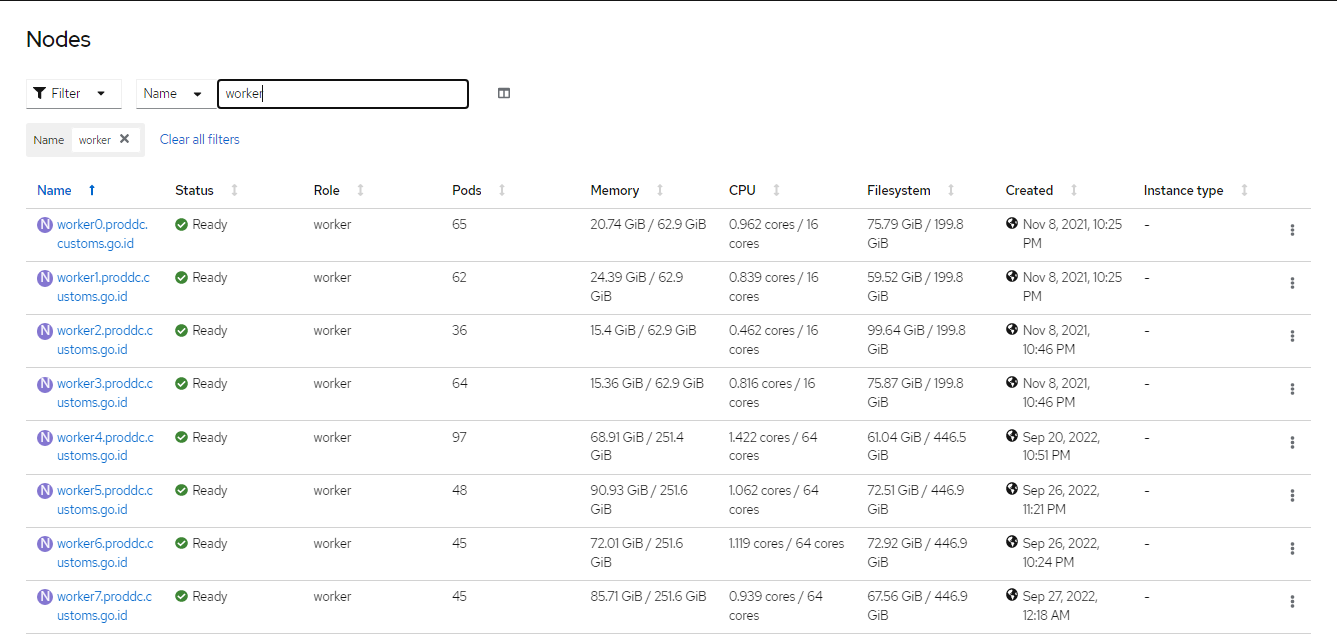 Nodes
Filter Name worker
Name worker Clear all filters
Name Status Role Pods Memory CPU Filesystem Created Instance type
N worker0.proddc. Ready worker 65 20.74 GiB / 62.9 GiB 0.962 cores / 16 75.79 GiB / 199.8 Nov 8, 2021, 10:25 -
customs.go.id cores GiB PM
N worker1.proddc.c Ready worker 62 24.39 GiB / 62.9 0.839 cores / 16 59.52 GiB / 199.8 Nov 8, 2021, 10:25 -
ustoms.go.id GiB cores GiB PM
N worker2.proddc.c Ready worker 36 15.4 GiB / 62.9 GiB 0.462 cores / 16 99.64 GiB / 199.8 Nov 8, 2021, -
ustoms.go.id cores GiB 10:46 PM
N worker3.proddc.c Ready worker 64 15.36 GiB / 62.9 GiB 0.816 cores / 16 75.87 GiB / 199.8 Nov 8, 2021, -
ustoms.go.id cores GiB 10:46 PM
N worker4.proddc.c Ready worker 97 68.91 GiB / 251.4 1.422 cores / 64 61.04 GiB / 446.5 Sep 20, 2022, -
ustoms.go.id GiB cores GiB 10:51 PM
N worker5.proddc.c Ready worker 48 90.93 GiB / 251.6 1.062 cores / 64 72.51 GiB / 446.9 Sep 26, 2022, -
ustoms.go.id GiB cores GiB 11:21 PM
N worker6.proddc.c Ready worker 45 72.01 GiB / 251.6 1.119 cores / 64 cores 72.92 GiB / 446.9 Sep 26, 2022, -
ustoms.go.id GiB GiB 10:24 PM
N worker7.proddc.c Ready worker 45 85.71 GiB / 251.6 GiB 0.939 cores / 64 67.56 GiB / 446.9 Sep 27, 2022, -
ustoms.go.id cores GiB 12:18 AM